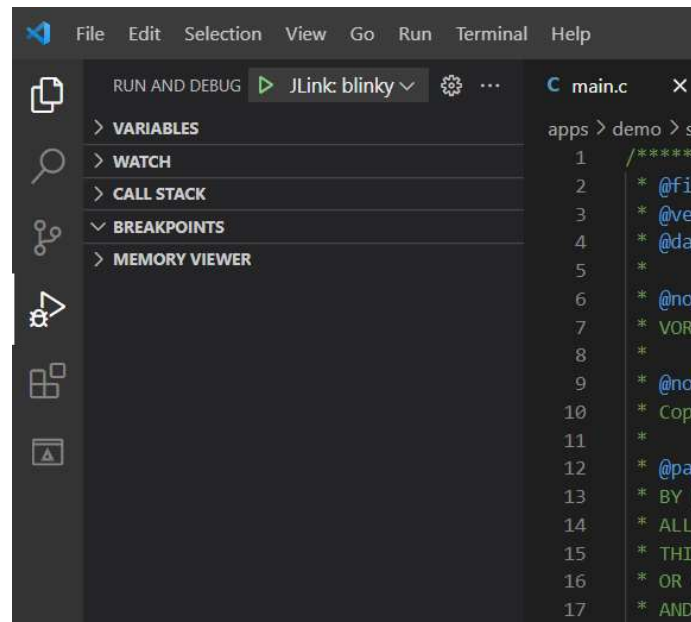 File Edit Selection View Go Run Terminal Help
RUN AND DEBUG JLink: blinky
VARIABLES
WATCH
CALL STACK
BREAKPOINTS
MEMORY VIEWER
main.c
apps > demo > s
1 /*****
2 * @fi
3 * @ve
4 * @da
5 *
6 * @no
7 * VOR
8 *
9 * @no
10 * Cop
11 *
12 * @pa
13 * BY
14 * ALL
15 * THI
16 * OR
17 * AND